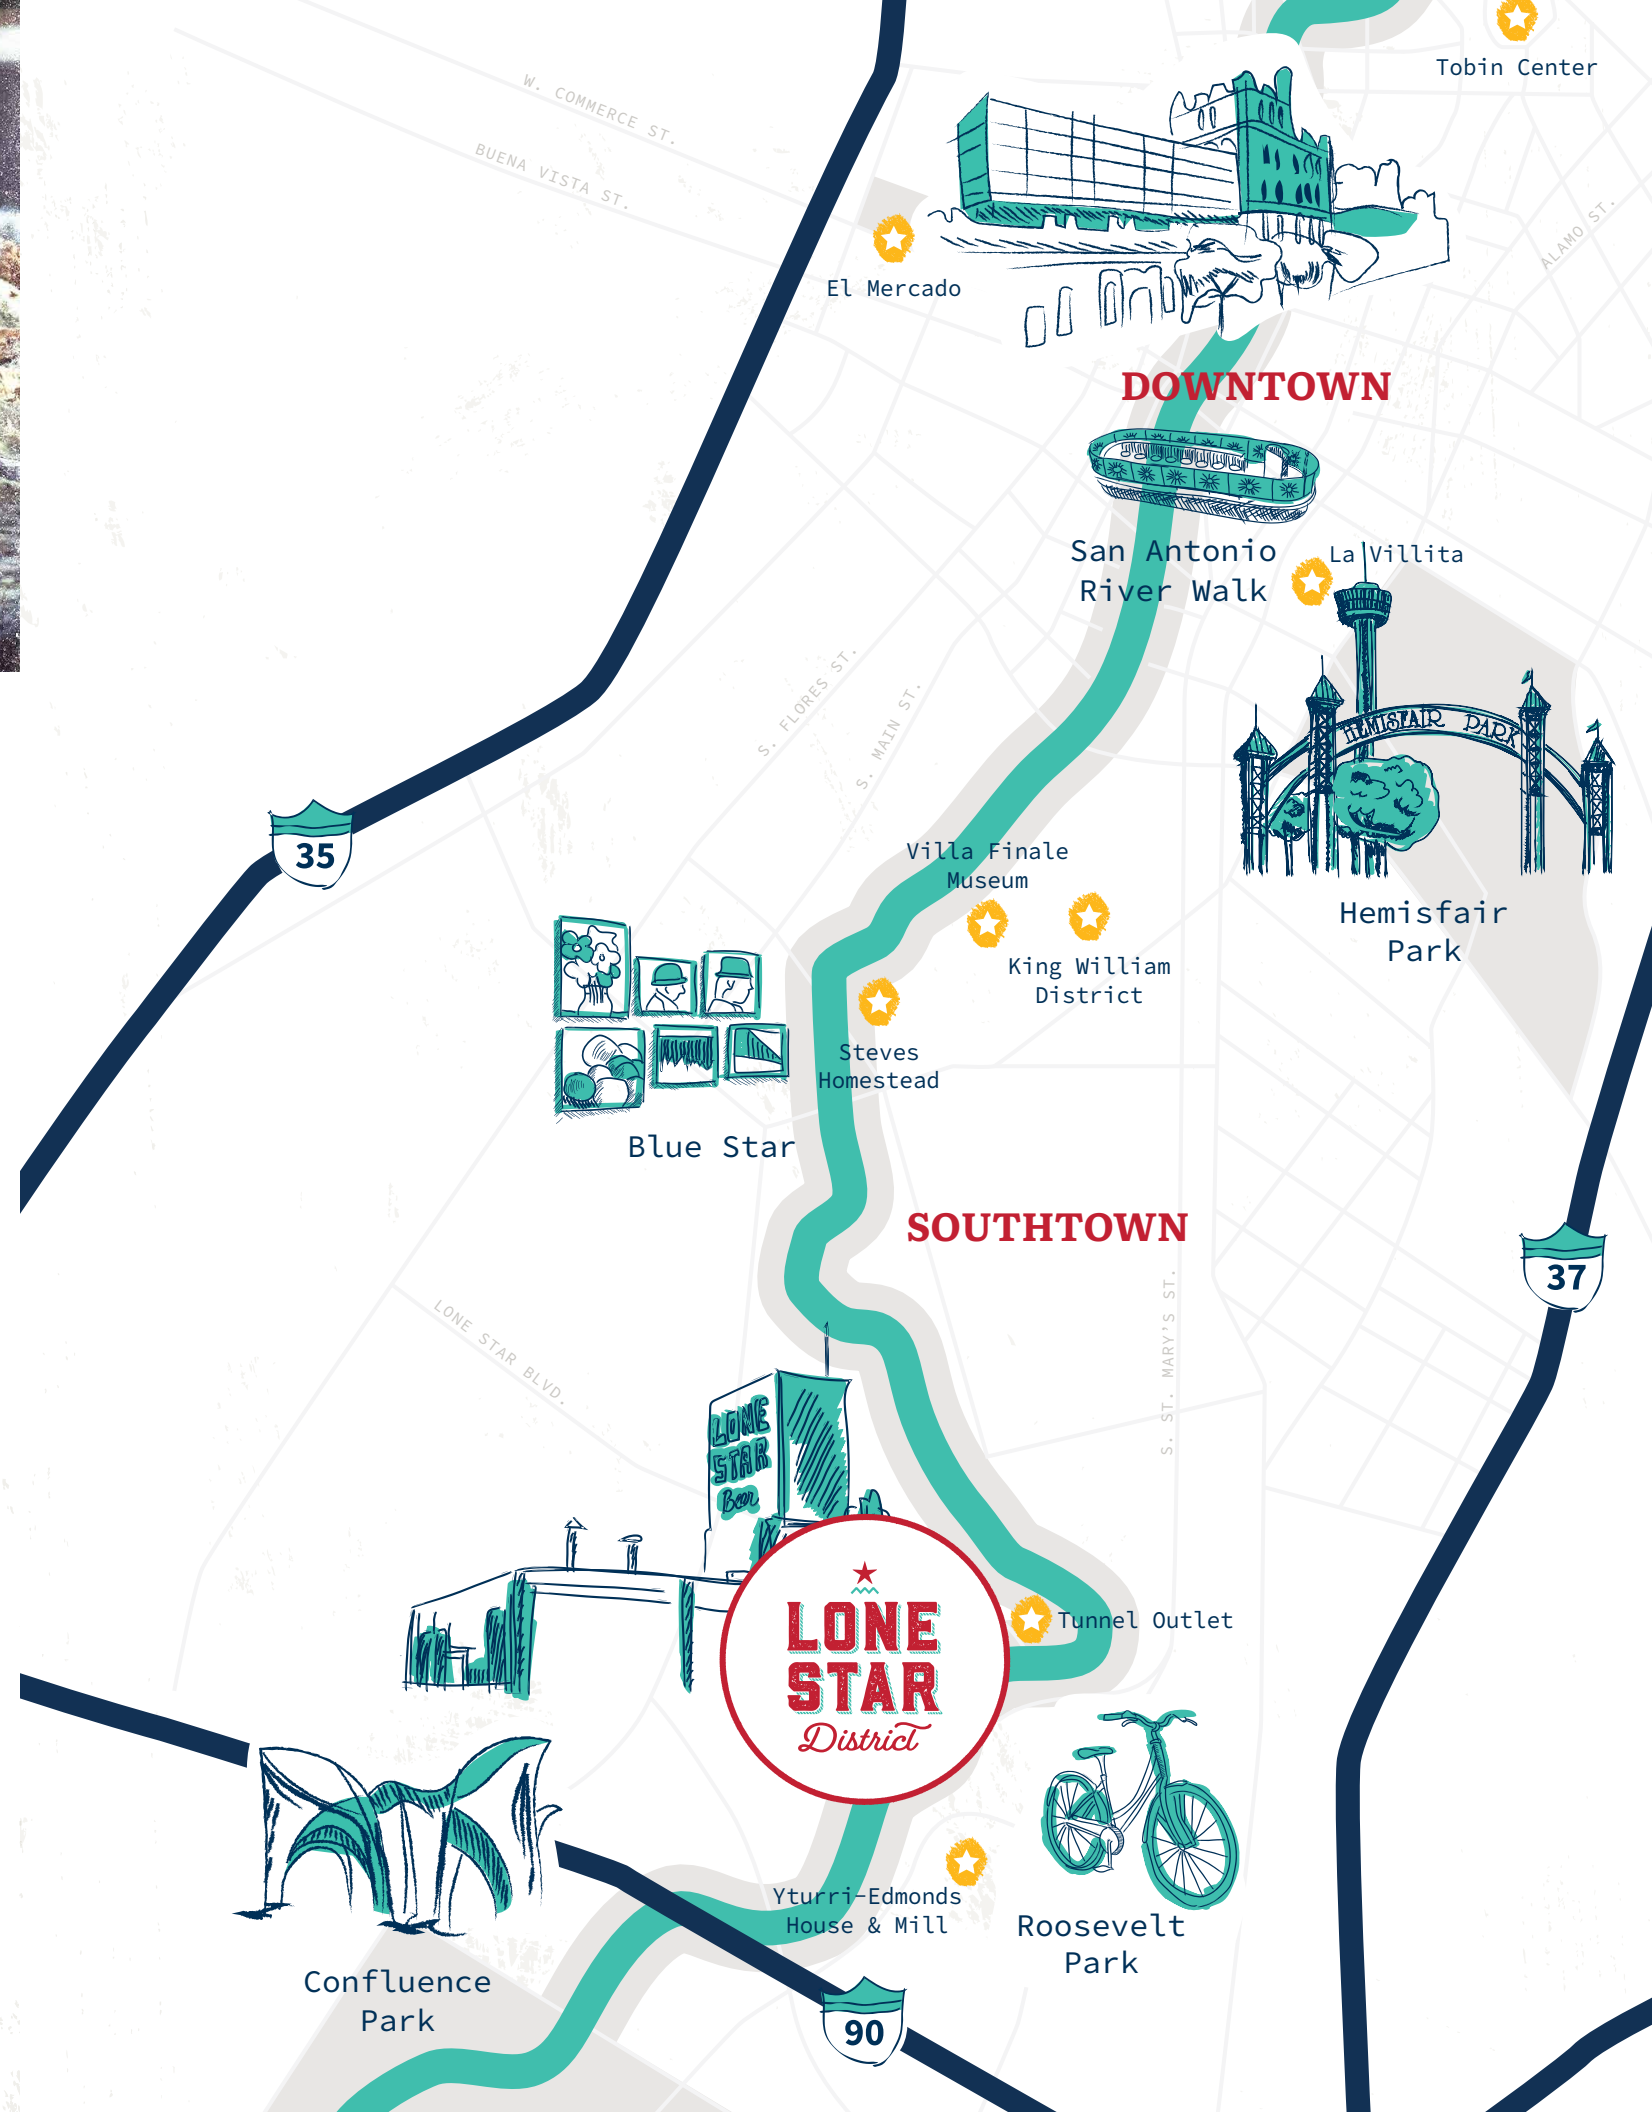 Tobin Center
W. COMMERCE ST.
BUENA VISTA ST.
ALAMO ST.
El Mercado
DOWNTOWN
San Antonio
River Walk
La Villita
S. FLORES ST.
S. MAIN ST.
HEMISFAIR PARK
35
Villa Finale
Museum
Hemisfair
Park
King William
District
Steves
Homestead
Blue Star
SOUTHTOWN
37
LONE STAR BLVD.
S. ST. MARY'S ST.
LONE
STAR
Beer
LONE
STAR
District
Tunnel Outlet
Yturri-Edmonds
House & Mill
Roosevelt
Park
Confluence
Park
90